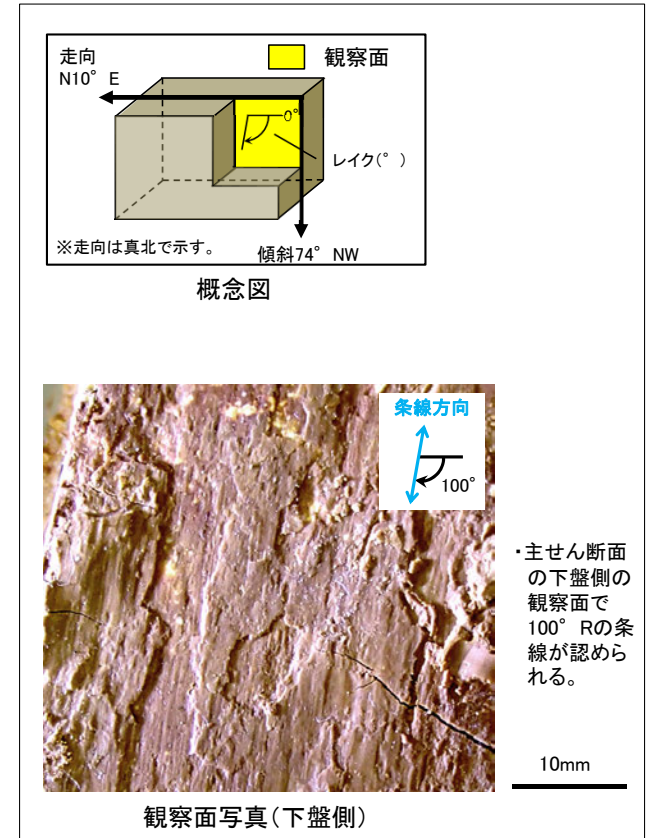 走向
N10°E
観察面
0°
レイク(°)
※走向は真北で示す。
傾斜74°NW
概念図
条線方向
100°
・主せん断面
の下盤側の
観察面で
100°Rの条
線が認めら
れる。
10mm
観察面写真(下盤側)